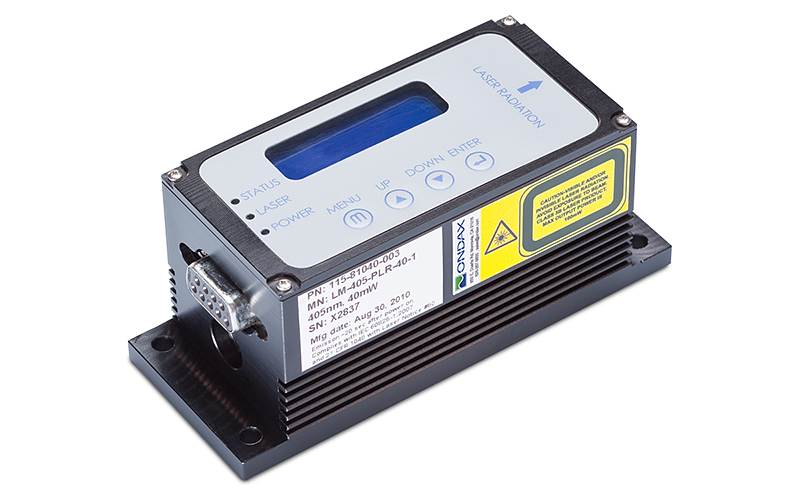 LASER RADIATION
STATUS
LASER
POWER
MENU
UP
DOWN
ENTER
m
PN: 115-81040-003
MN: LM-405-PLR-40-1
405nm, 40mW
SN: X2837
Mfg date: Aug 30, 2010
Emission ~20 sec after power on
Complies with IEC 60825-1:2007
and 21 CFR 1040 with Laser Notice #50
ONDAX
CAUTION-VISIBLE AND/OR
INVISIBLE LASER RADIATION.
AVOID EXPOSURE TO BEAM.
CLASS 3B LASER PRODUCT.
MAX OUTPUT POWER IS
100mW